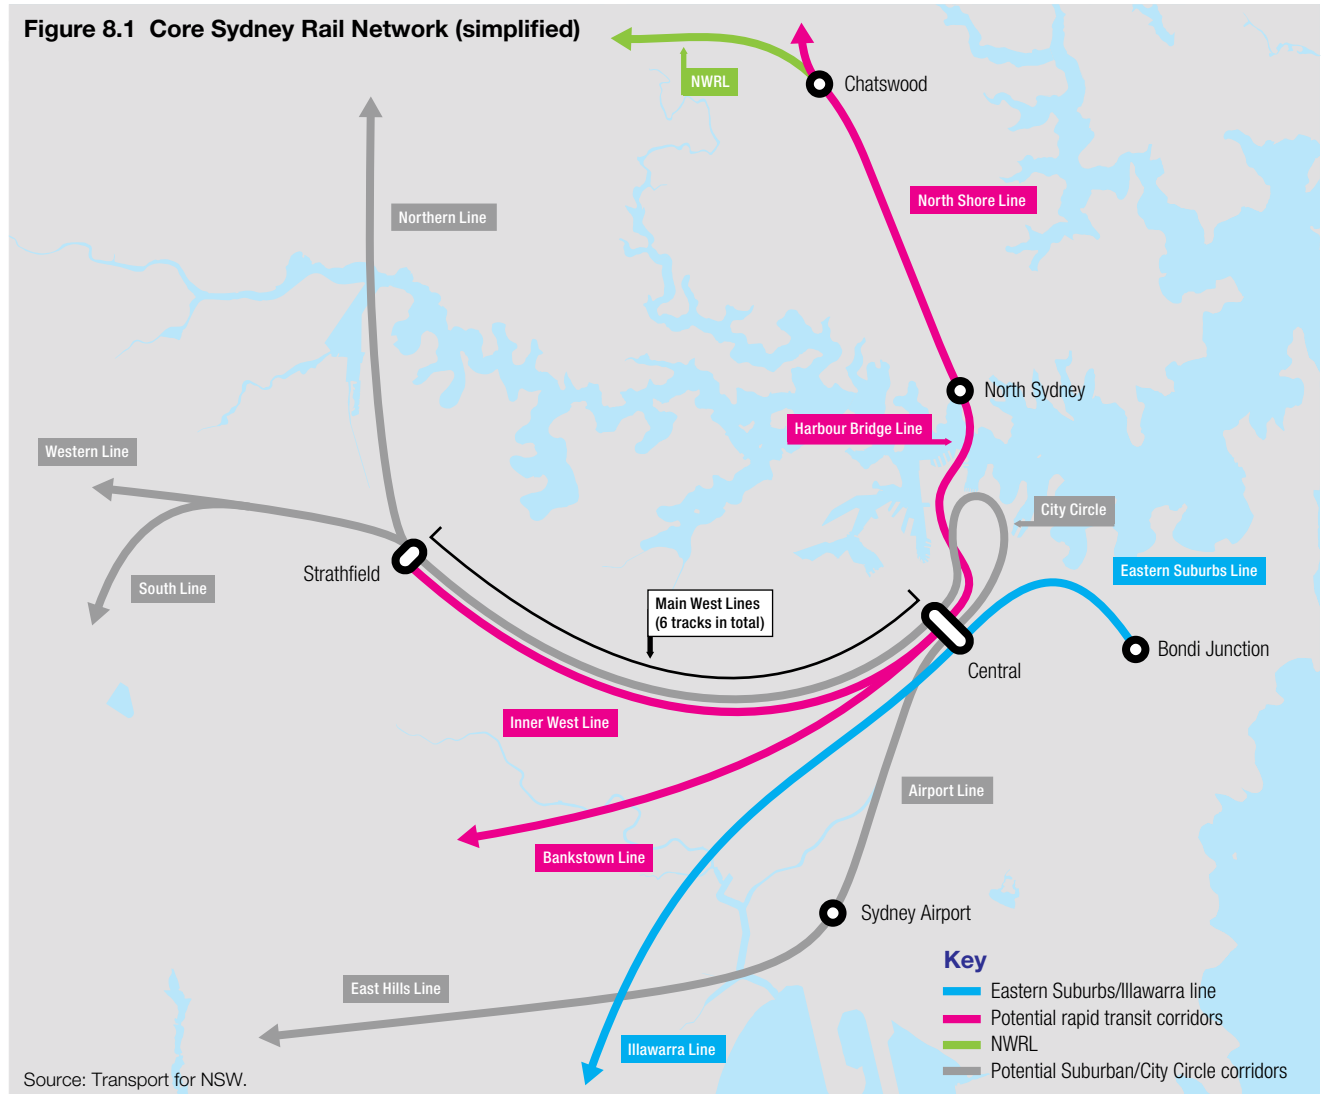 Figure 8.1  Core Sydney Rail Network (simplified)
NWRL
Chatswood
North Shore Line
Northern Line
North Sydney
Harbour Bridge Line
Western Line
City Circle
Strathfield
South Line
Main West Lines
(6 tracks in total)
Eastern Suburbs Line
Bondi Junction
Central
Inner West Line
Airport Line
Bankstown Line
Sydney Airport
East Hills Line
Illawarra Line
Key
Eastern Suburbs/Illawarra line
Potential rapid transit corridors
NWRL
Potential Suburban/City Circle corridors
Source: Transport for NSW.